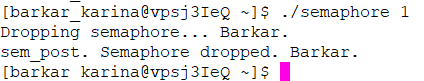 [barkar_karina@vpsj3IeQ ~]$ ./semaphore 1
Dropping semaphore... Barkar.
sem_post. Semaphore dropped. Barkar.
[barkar karina@vpsj3IeQ ~]$